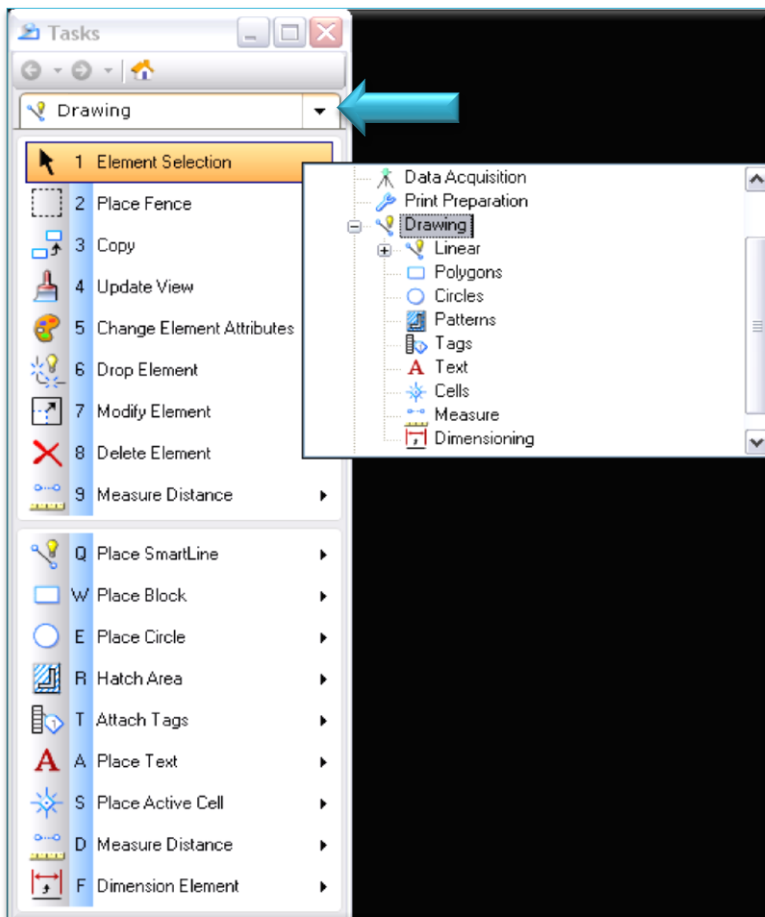 Tasks
Drawing
1 Element Selection
2 Place Fence
3 Copy
4 Update View
5 Change Element Attributes
6 Drop Element
7 Modify Element
8 Delete Element
9 Measure Distance
Q Place SmartLine
W Place Block
E Place Circle
R Hatch Area
T Attach Tags
A Place Text
S Place Active Cell
D Measure Distance
F Dimension Element
Data Acquisition
Print Preparation
Drawing
Linear
Polygons
Circles
Patterns
Tags
Text
Cells
Measure
Dimensioning